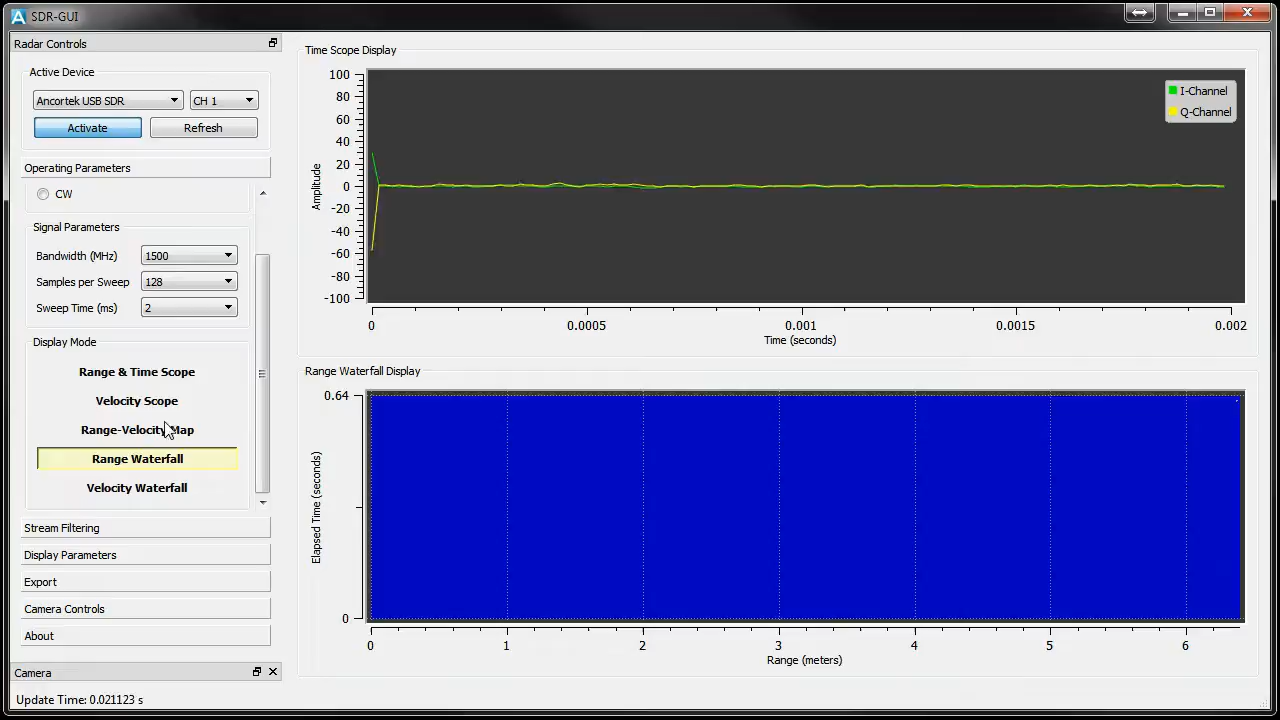 SDR-GUI
Radar Controls
Active Device
Ancortek USB SDR
CH 1
Activate
Refresh
Operating Parameters
CW
Signal Parameters
Bandwidth (MHz)
1500
Samples per Sweep
128
Sweep Time (ms)
2
Display Mode
Range & Time Scope
Velocity Scope
Range-Velocity Map
Range Waterfall
Velocity Waterfall
Stream Filtering
Display Parameters
Export
Camera Controls
About
Camera
Update Time: 0.021123 s
Time Scope Display
100
80
60
40
20
0
-20
-40
-60
-80
-100
Amplitude
I-Channel
Q-Channel
0 0.0005 0.001 0.0015 0.002
Time (seconds)
Range Waterfall Display
0.64
0
Elapsed Time (seconds)
0 1 2 3 4 5 6
Range (meters)